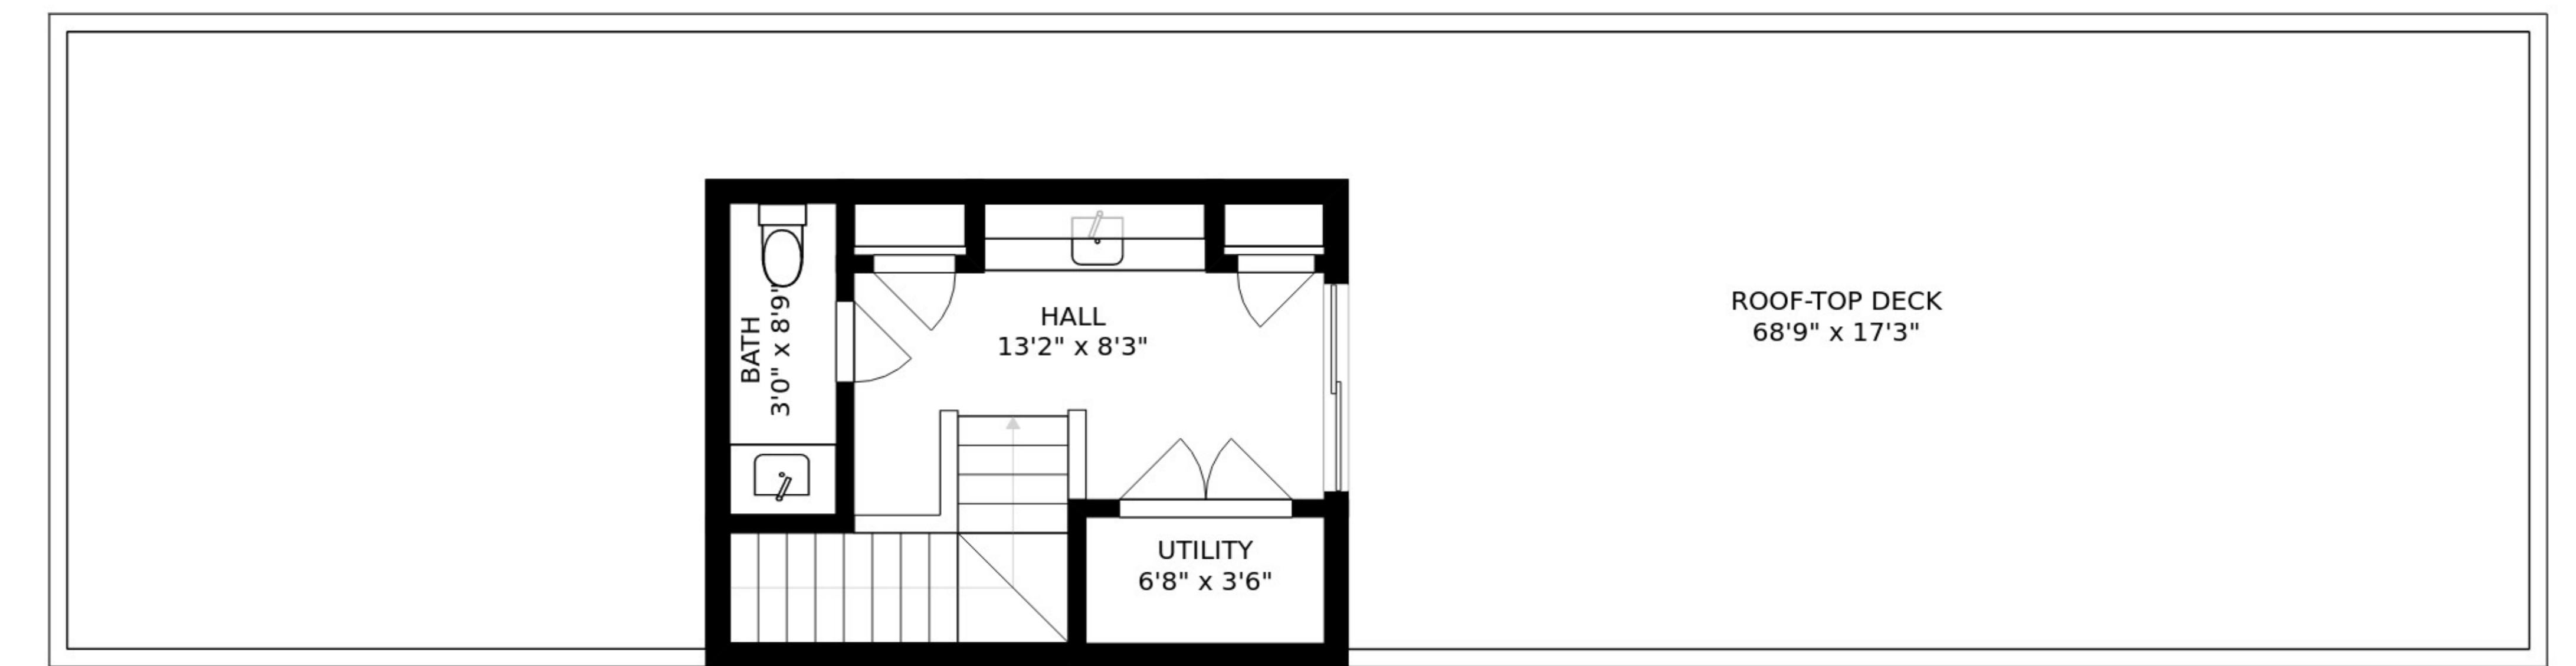 BATH
3'0" x 8'9"
HALL
13'2" x 8'3"
ROOF-TOP DECK
68'9" x 17'3"
UTILITY
6'8" x 3'6"